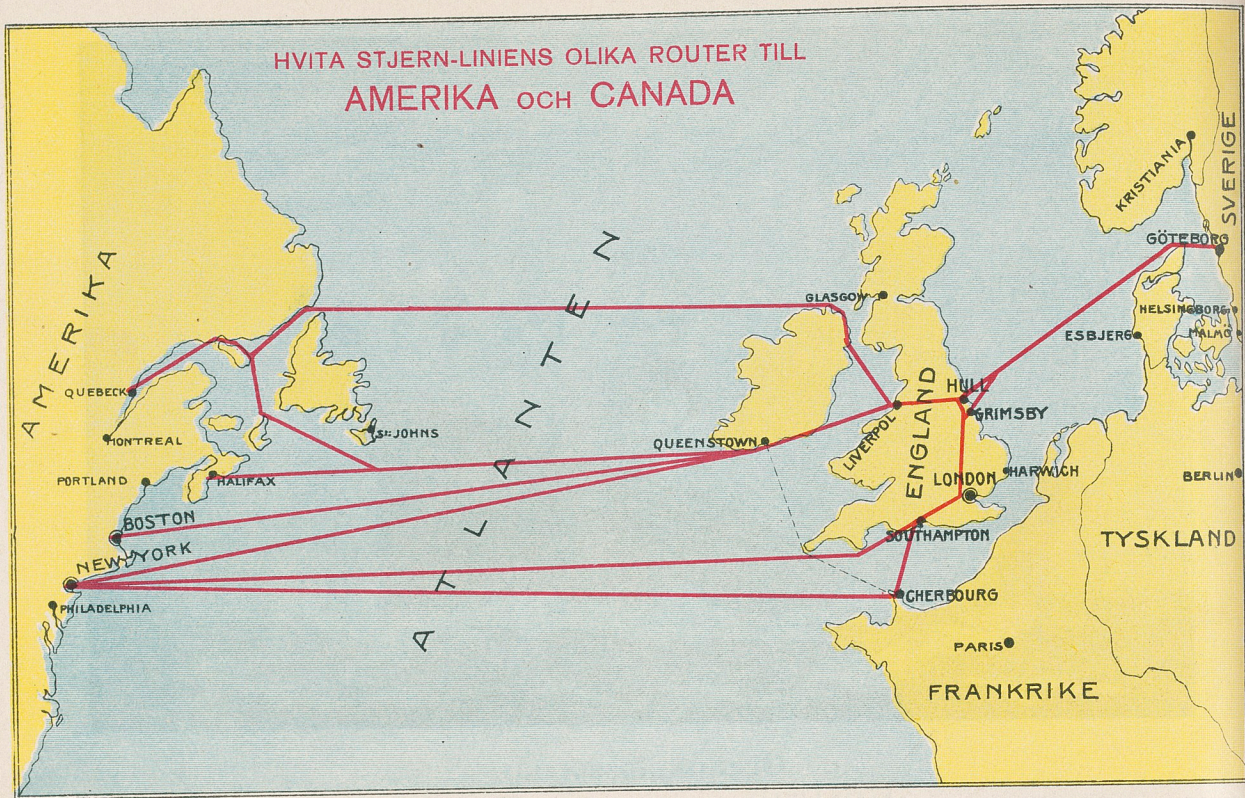 HVITA STJERN-LINIENS OLIKA ROUTER TILL
AMERIKA OCH CANADA
AMERIKA
ATLANTEN
SVERIGE
KRISTIANIA
GÖTEBORG
GLASGOW
HELSINGBORG
MALMÖ
ESBJERG
QUEBECK
HULL
GRIMSBY
ENGLAND
LIVERPOL
MONTREAL
ST JOHNS
QUEENSTOWN
PORTLAND
HALIFAX
LONDON
HARWICH
BERLIN
BOSTON
SOUTHAMPTON
TYSKLAND
NEW YORK
PHILADELPHIA
CHERBOURG
PARIS
FRANKRIKE